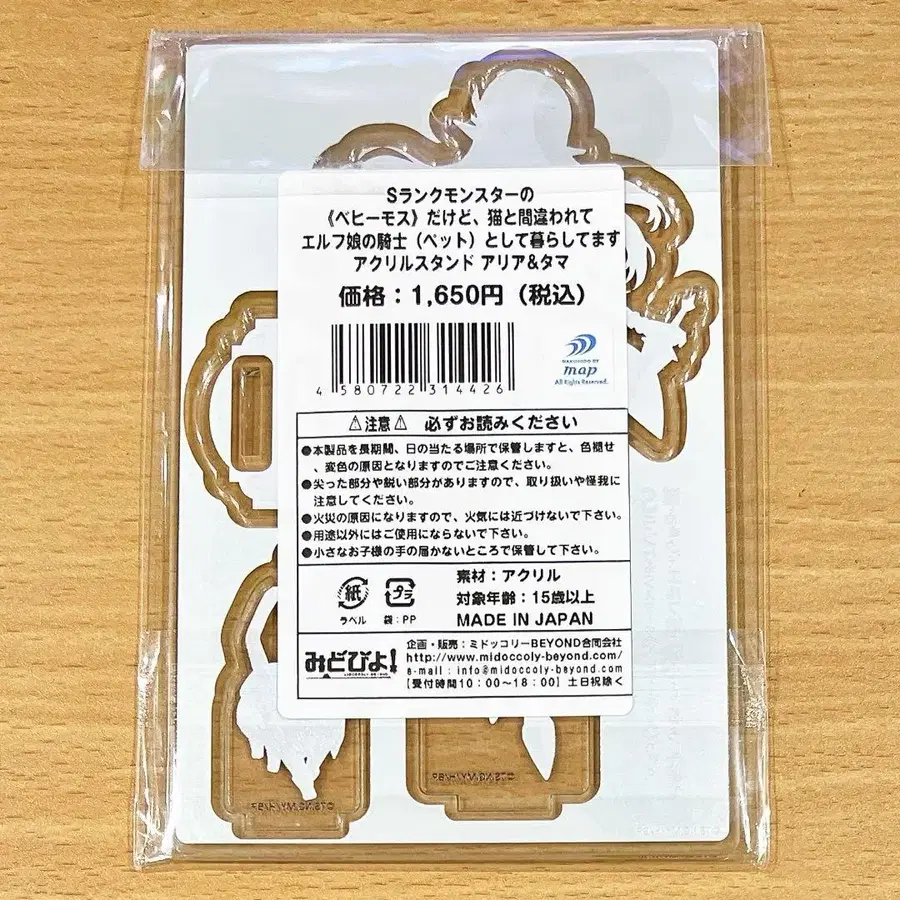 Sランクモンスターの
《ベヒーモス》だけど、猫と間違われて
エルフ娘の騎士（ペット）として暮らしてます
アクリルスタンド アリア&タマ
価格：1,650円（税込）
4 580722 314426
map
All Rights Reserved.
⚠注意⚠ 必ずお読みください
●本製品を長期間、日の当たる場所で保管しますと、色褪せ
、変色の原因となりますのでご注意ください。
●尖った部分や鋭い部分がありますので、取り扱いや怪我に
注意してください。
●火災の原因になりますので、火気には近づけないで下さい。
●用途以外にはご使用にならないで下さい。
●小さなお子様の手の届かないところで保管して下さい。
紙
ラベル
プラ
袋：PP
素材：アクリル
対象年齢：15歳以上
MADE IN JAPAN
みどびよ!
企画・販売：ミドッコリーBEYOND合同会社
http://www.midoccoly-beyond.com/
e-mail：info@midoccoly-beyond.com
【受付時間10：00〜18：00】土日祝除く